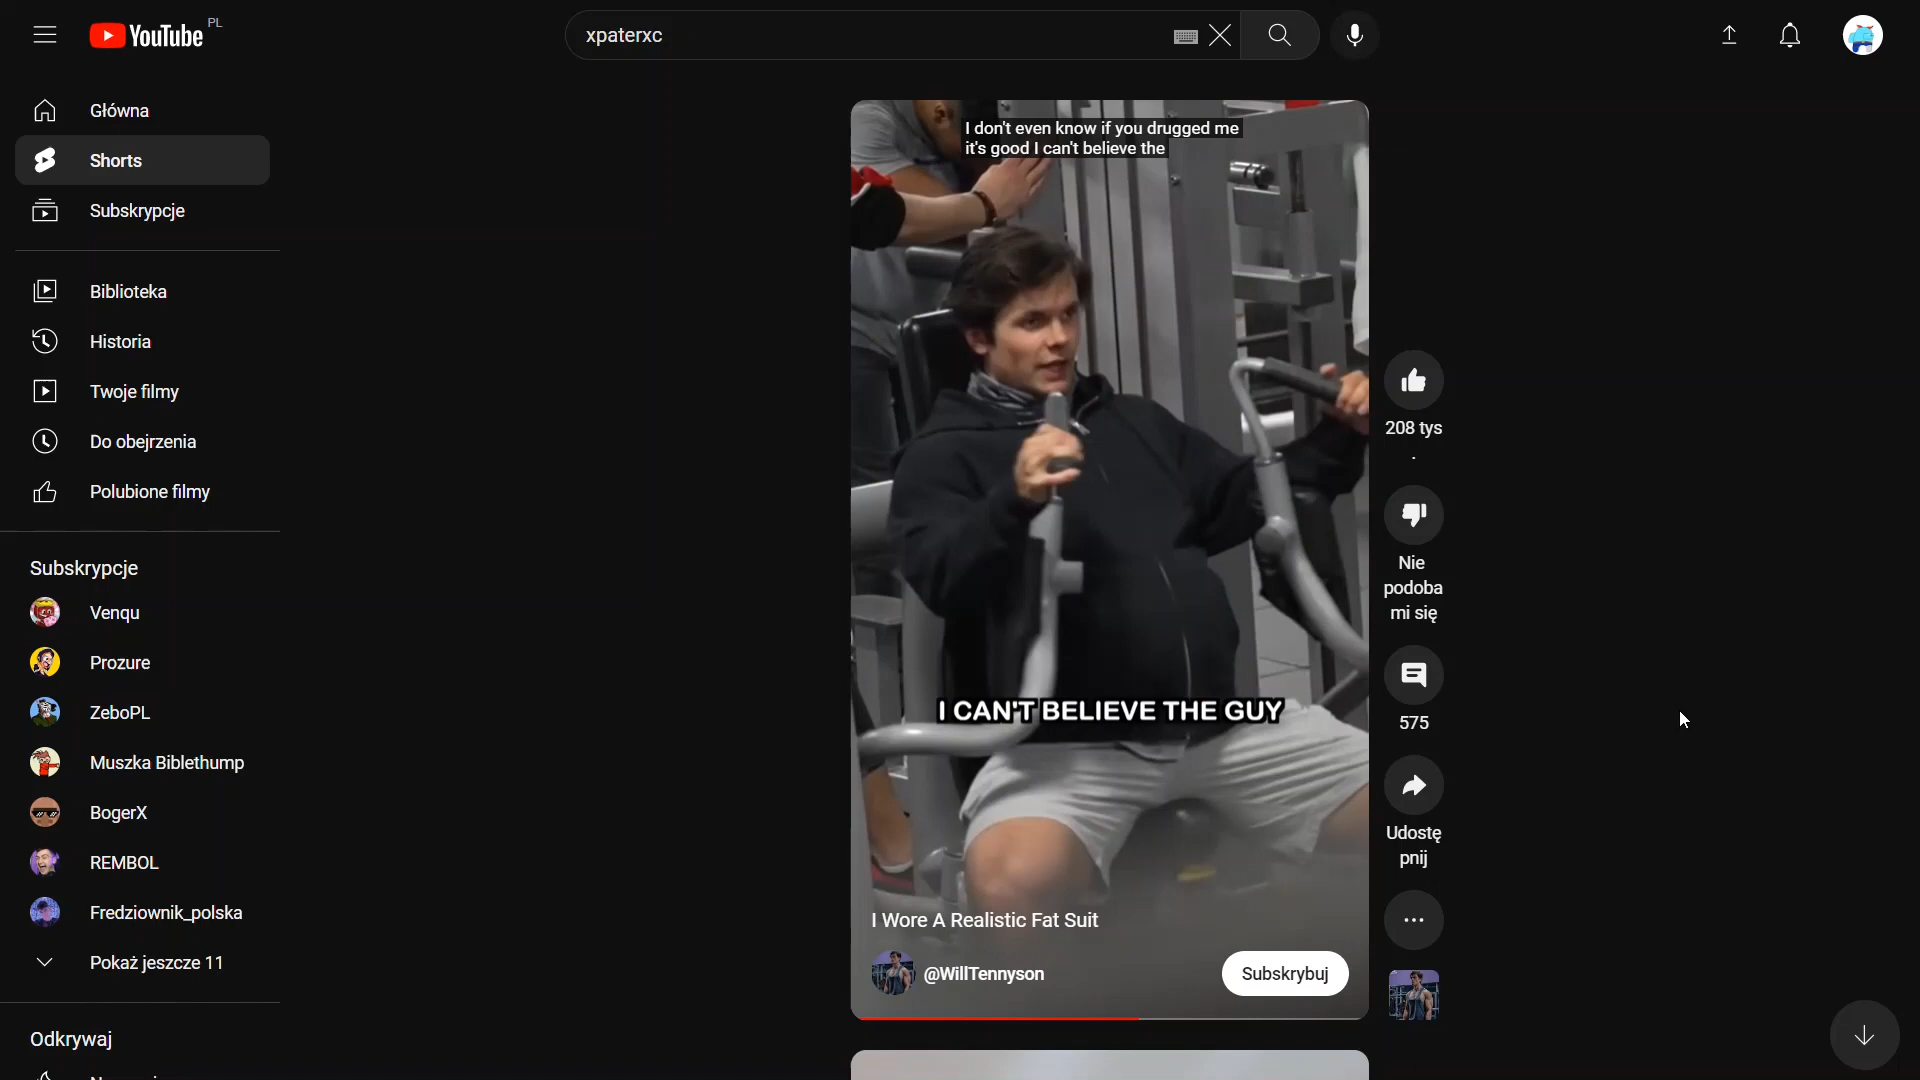 YouTube PL
xpaterxc
Główna
Shorts
Subskrypcje
Biblioteka
Historia
Twoje filmy
Do obejrzenia
Polubione filmy
Subskrypcje
Venqu
Prozure
ZeboPL
Muszka Biblethump
BogerX
REMBOL
Fredziownik_polska
Pokaż jeszcze 11
Odkrywaj
I don't even know if you drugged me
it's good I can't believe the
I CAN'T BELIEVE THE GUY
I Wore A Realistic Fat Suit
@WillTennyson
Subskrybuj
208 tys
.
Nie
podoba
mi się
575
Udostę
pnij